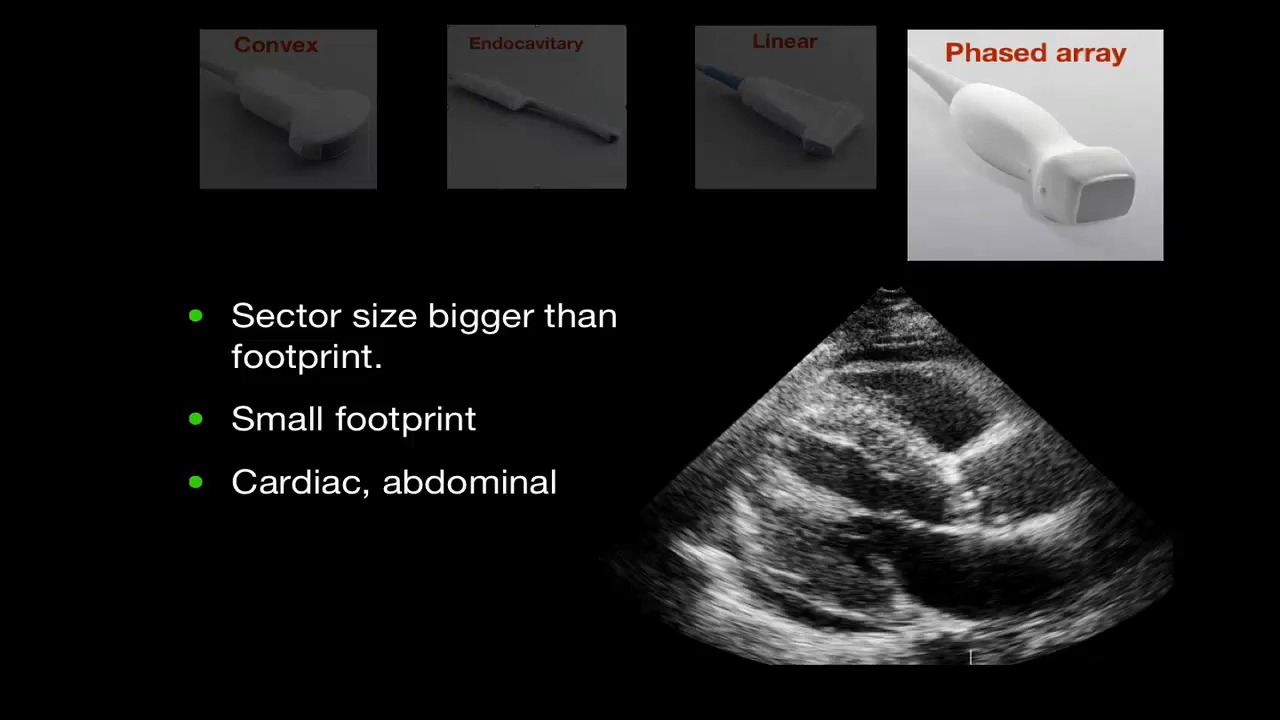 Convex
Endocavitary
Linear
Phased array
Sector size bigger than
footprint.
Small footprint
Cardiac, abdominal